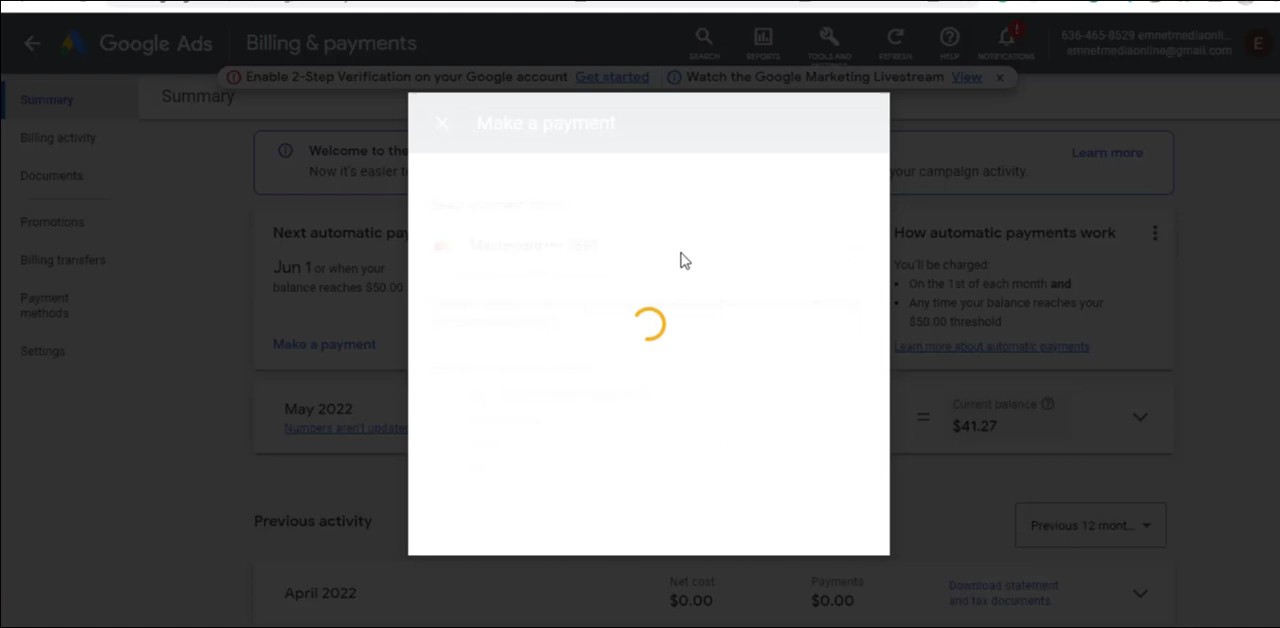 Google Ads
Billing & payments
SEARCH
REPORTS
TOOLS AND
REFRESH
HELP
!
NOTIFICATIONS
636-465-8529 emnetmediaonli...
emnetmediaonline@gmail.com
E
Enable 2-Step Verification on your Google account Get started
Watch the Google Marketing Livestream View
Summary
Billing activity
Documents
Promotions
Billing transfers
Payment
methods
Settings
Summary
Welcome to the
Now it's easier t
your campaign activity.
Learn more
Make a payment
Next automatic pay
Jun 1 or when your
balance reaches $50.00
Make a payment
How automatic payments work
You'll be charged:
On the 1st of each month and
Any time your balance reaches your
$50.00 threshold
Learn more about automatic payments
May 2022
Numbers aren't update
=
Current balance
$41.27
Previous activity
Previous 12 mont...
April 2022
Net cost
$0.00
Payments
$0.00
Download statement
and tax documents.